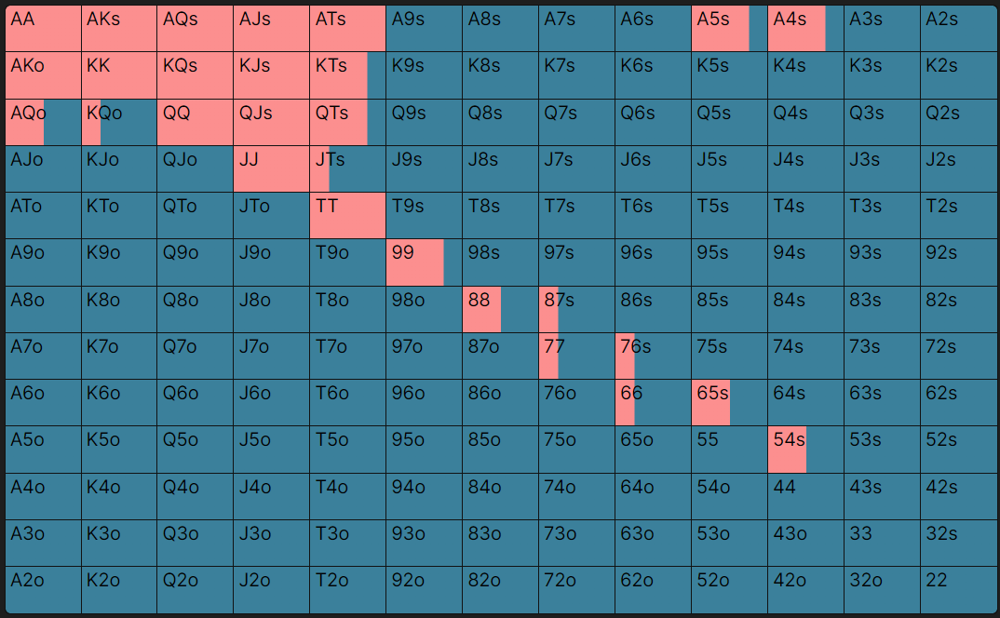 AA AKs AQs AJs ATs A9s A8s A7s A6s A5s A4s A3s A2s
AKo KK KQs KJs KTs K9s K8s K7s K6s K5s K4s K3s K2s
AQo KQo QQ QJs QTs Q9s Q8s Q7s Q6s Q5s Q4s Q3s Q2s
AJo KJo QJo JJ JTs J9s J8s J7s J6s J5s J4s J3s J2s
ATo KTo QTo JTo TT T9s T8s T7s T6s T5s T4s T3s T2s
A9o K9o Q9o J9o T9o 99 98s 97s 96s 95s 94s 93s 92s
A8o K8o Q8o J8o T8o 98o 88 87s 86s 85s 84s 83s 82s
A7o K7o Q7o J7o T7o 97o 87o 77 76s 75s 74s 73s 72s
A6o K6o Q6o J6o T6o 96o 86o 76o 66 65s 64s 63s 62s
A5o K5o Q5o J5o T5o 95o 85o 75o 65o 55 54s 53s 52s
A4o K4o Q4o J4o T4o 94o 84o 74o 64o 54o 44 43s 42s
A3o K3o Q3o J3o T3o 93o 83o 73o 63o 53o 43o 33 32s
A2o K2o Q2o J2o T2o 92o 82o 72o 62o 52o 42o 32o 22